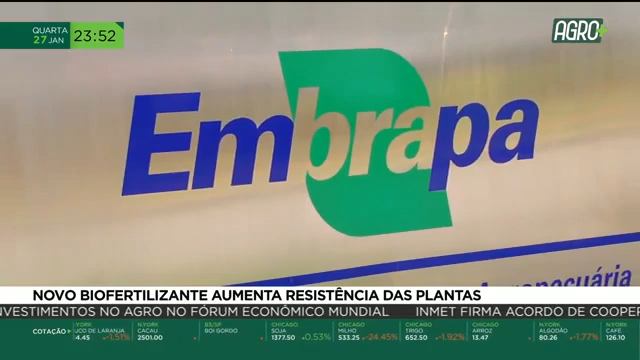 QUARTA
27 JAN
23:52
AGRO+
Embrapa
Agropecuária
NOVO BIOFERTILIZANTE AUMENTA RESISTÊNCIA DAS PLANTAS
NVESTIMENTOS NO AGRO NO FÓRUM ECONÔMICO MUNDIAL INMET FIRMA ACORDO DE COOPER
COTAÇÃO
N.YORK
UCO DE LARANJA
4.45 -1,51%
N.YORK
CACAU
2501.00
BS/SP
BOI GORDO
CHICAGO
SOJA
1377.50 +0.53%
CHICAGO
MILHO
533.25 -24.45%
CHICAGO
TRIGO
652.50 -1.92%
CHICAGO
ARROZ
13.47
N.YORK
ALGODÃO
80.26 -1.77%
N.YORK
CAFÉ
126.10